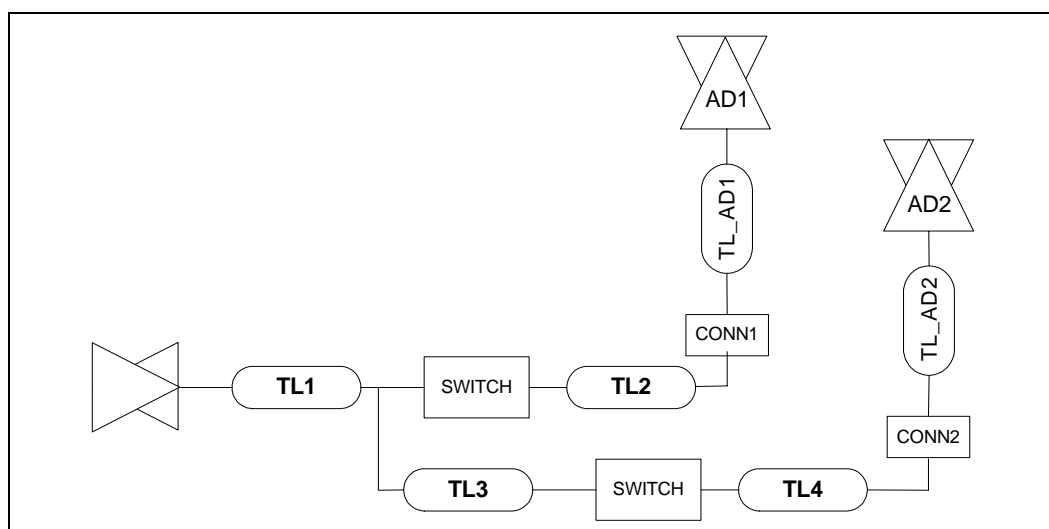 AD1
AD2
TL_AD1
TL_AD2
CONN1
TL1
SWITCH
TL2
CONN2
TL3
SWITCH
TL4